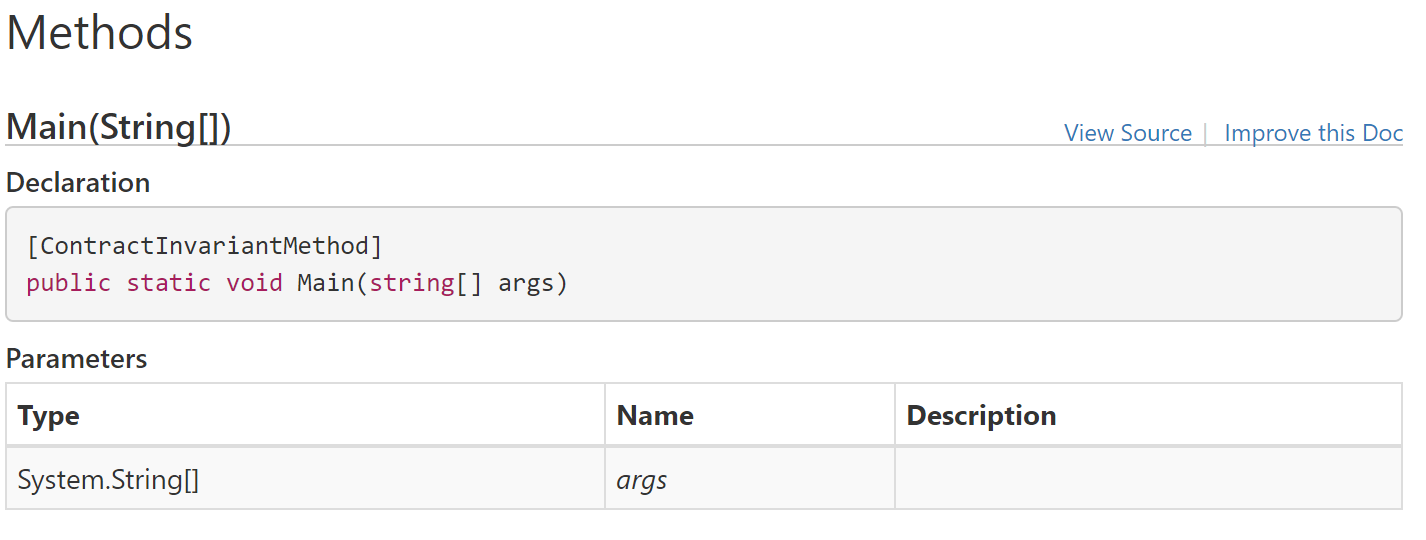 Methods
Main(String[])
View Source | Improve this Doc
Declaration
[ContractInvariantMethod]
public static void Main(string[] args)
Parameters
Type Name Description
System.String[] args